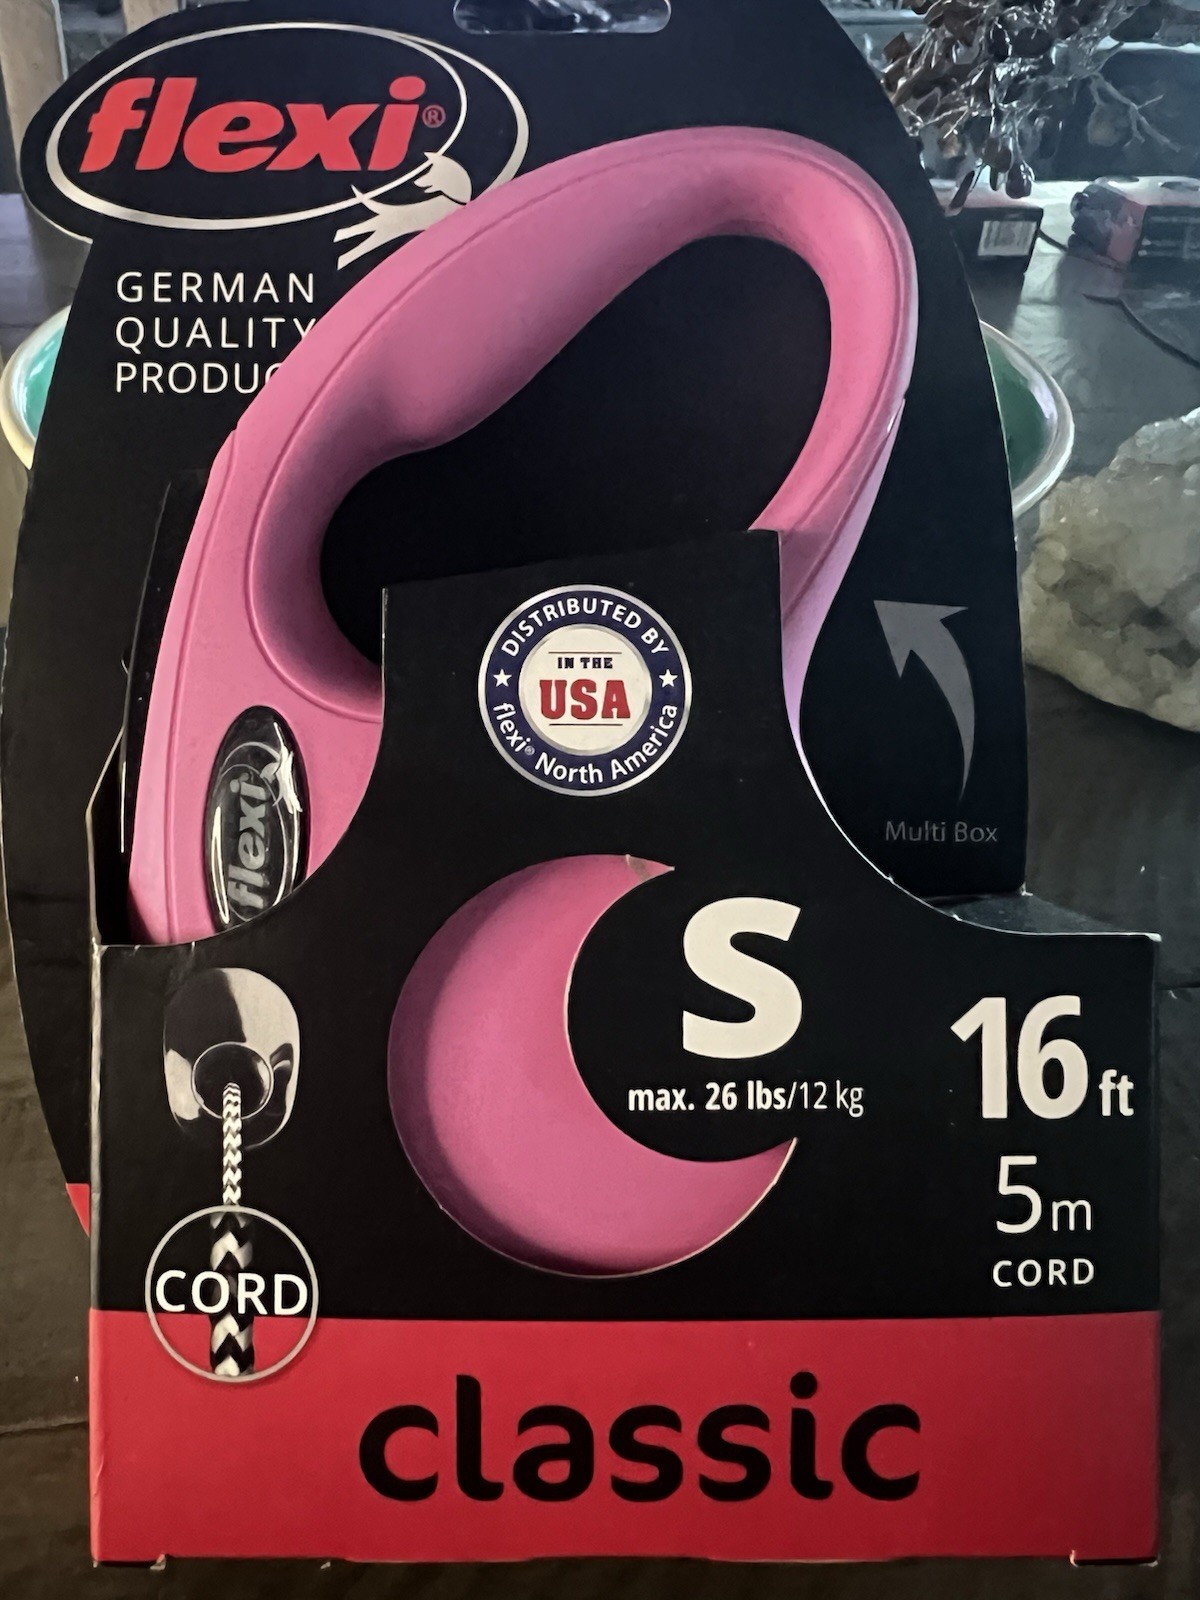 flexi®
GERMAN
QUALITY
DISTRIBUTED BY
IN THE
USA
flexi® North America
flexi
Multi Box
S
max. 26 lbs/12 kg
16 ft
5 m
CORD
CORD
classic